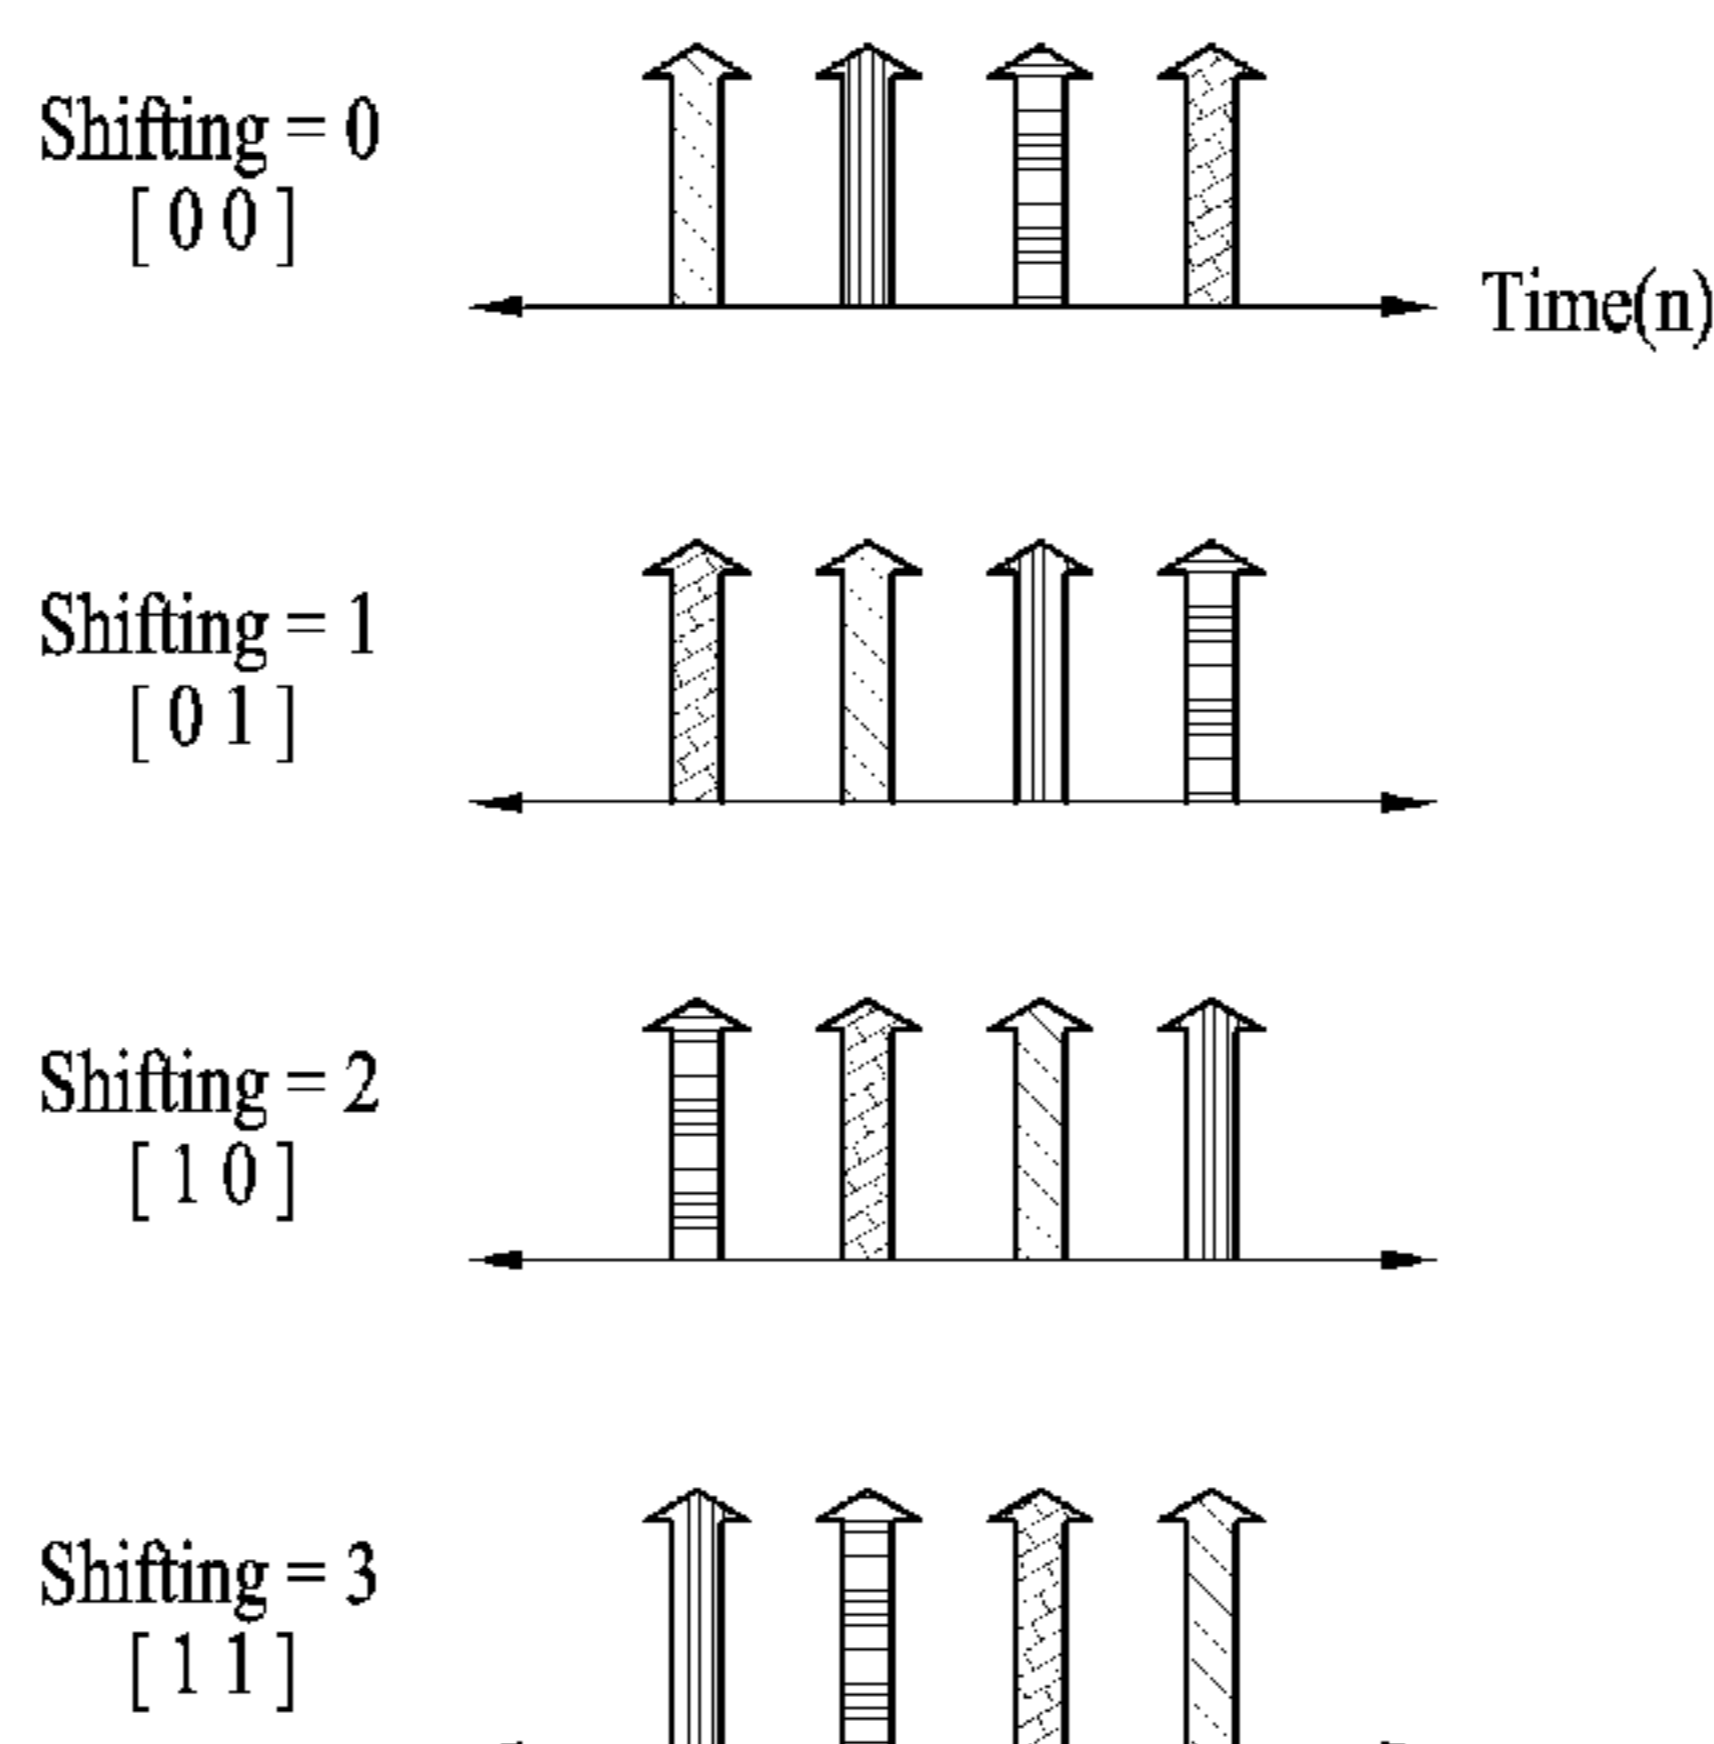 Shifting = 0
[ 0 0 ]
Time(n)
Shifting = 1
[ 0 1 ]
Shifting = 2
[ 1 0 ]
Shifting = 3
[ 1 1 ]